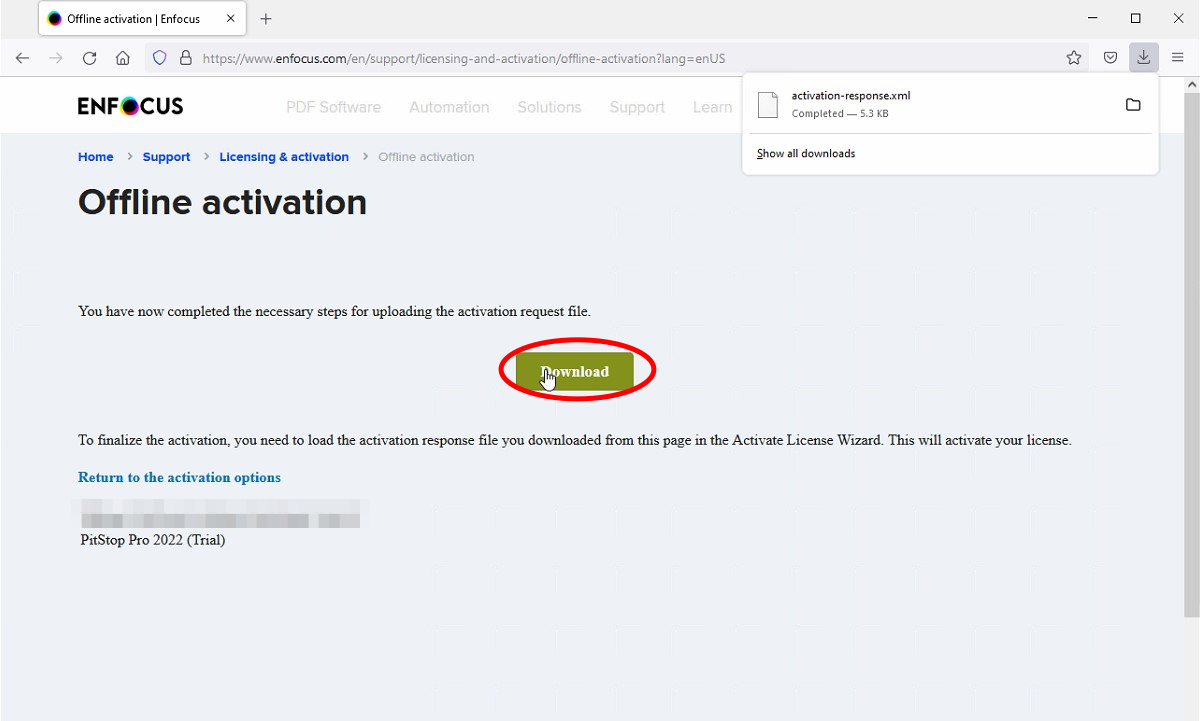 Offline activation | Enfocus
https://www.enfocus.com/en/support/licensing-and-activation/offline-activation?lang=enUS
activation-response.xml
Completed — 5.3 KB
Show all downloads
ENFOCUS
PDF Software Automation Solutions Support Learn
Home > Support > Licensing & activation > Offline activation
Offline activation
You have now completed the necessary steps for uploading the activation request file.
Download
To finalize the activation, you need to load the activation response file you downloaded from this page in the Activate License Wizard. This will activate your license.
Return to the activation options
PitStop Pro 2022 (Trial)